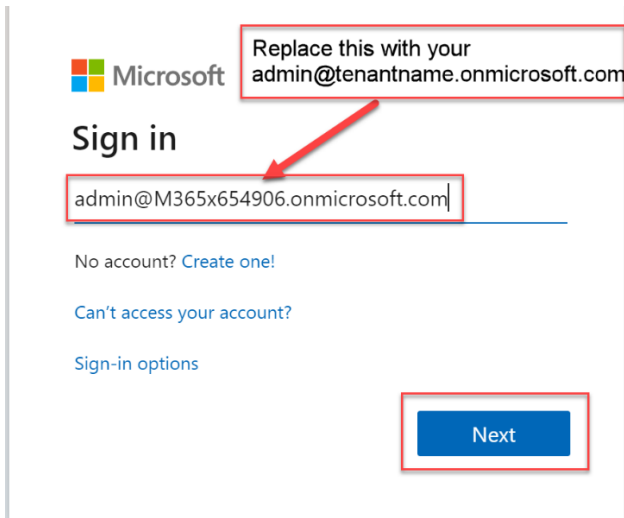 Replace this with your
admin@tenantname.onmicrosoft.com
Microsoft
Sign in
admin@M365x654906.onmicrosoft.com
No account? Create one!
Can't access your account?
Sign-in options
Next